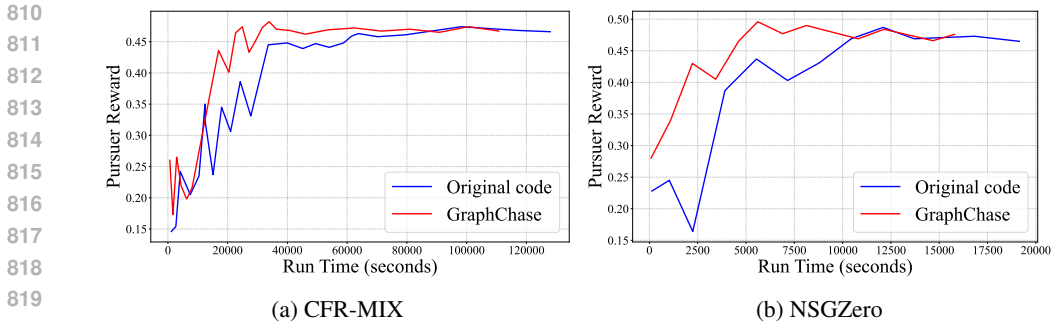 810
811
812
813
814
815
816
817
818
819
Pursuer Reward
0.45
0.40
0.35
0.30
0.25
0.20
0.15
0 20000 40000 60000 80000 100000 120000
Run Time (seconds)
Original code
GraphChase
(a) CFR-MIX
Pursuer Reward
0.50
0.45
0.40
0.35
0.30
0.25
0.20
0.15
0 2500 5000 7500 10000 12500 15000 17500 20000
Run Time (seconds)
Original code
GraphChase
(b) NSGZero